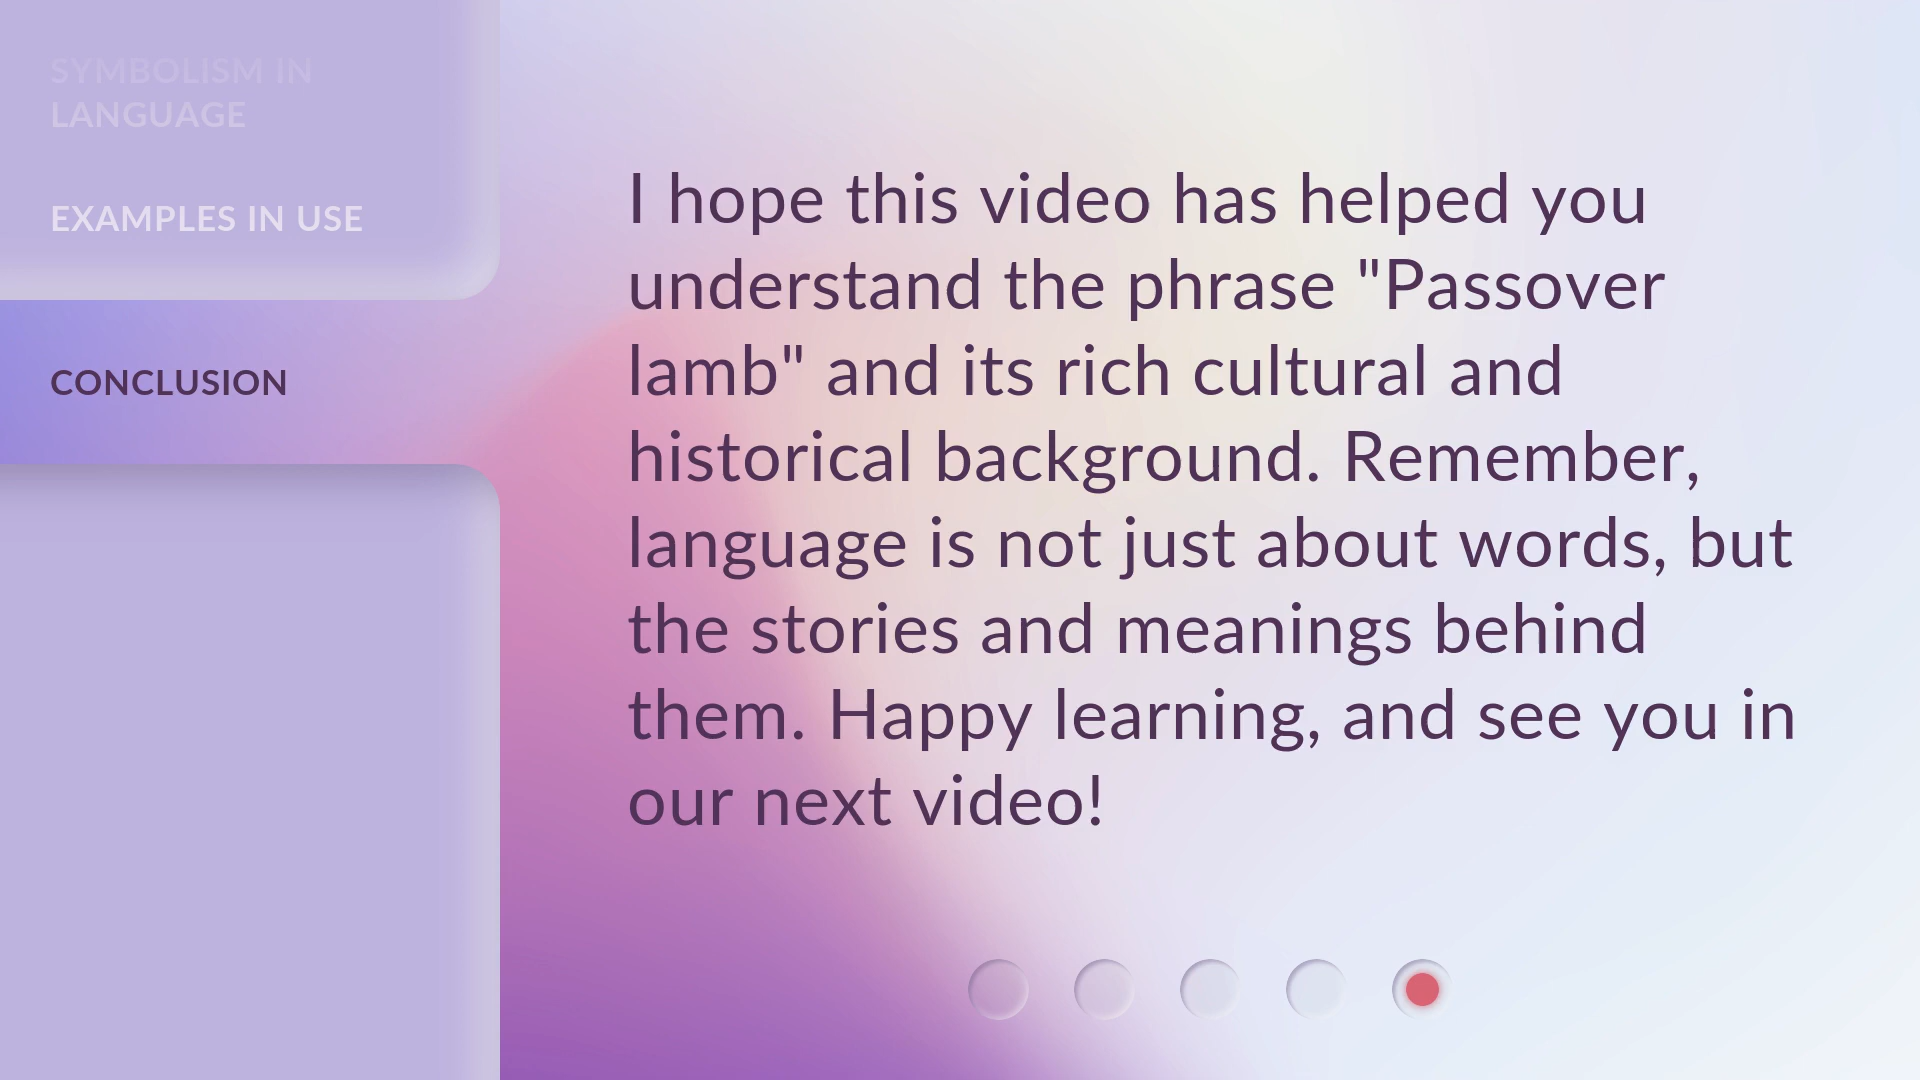 SYMBOLISM IN
LANGUAGE
EXAMPLES IN USE
CONCLUSION
I hope this video has helped you
understand the phrase "Passover
lamb" and its rich cultural and
historical background. Remember,
language is not just about words, but
the stories and meanings behind
them. Happy learning, and see you in
our next video!